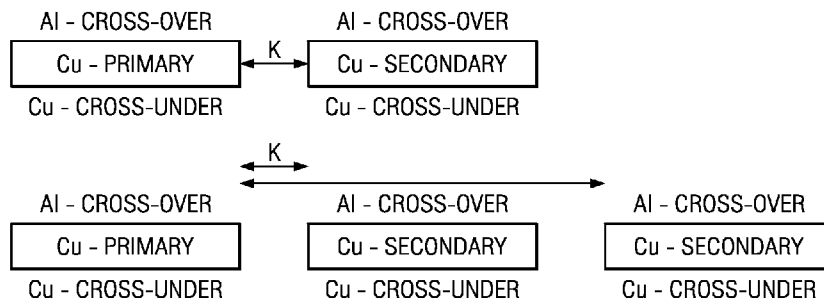 Al - CROSS-OVER Al - CROSS-OVER
K
Cu - PRIMARY Cu - SECONDARY
Cu - CROSS-UNDER Cu - CROSS-UNDER
K
Al - CROSS-OVER Al - CROSS-OVER Al - CROSS-OVER
Cu - PRIMARY Cu - SECONDARY Cu - SECONDARY
Cu - CROSS-UNDER Cu - CROSS-UNDER Cu - CROSS-UNDER